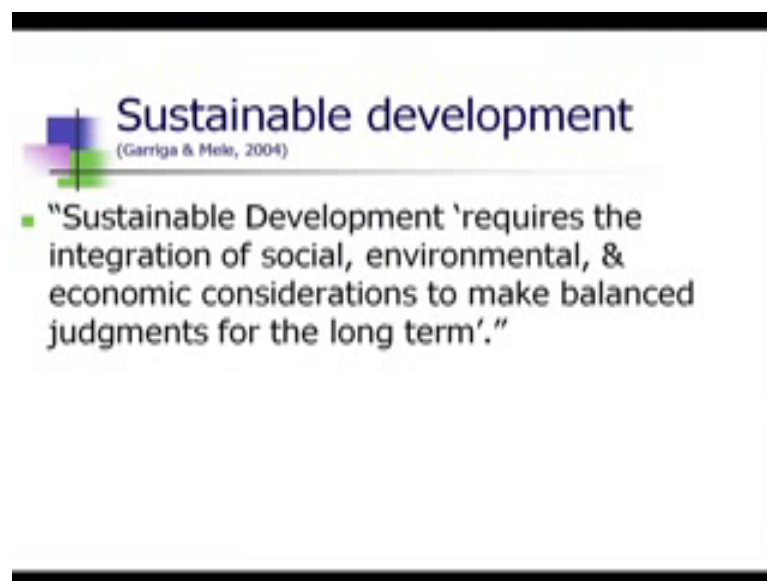 Sustainable development
(Garriga & Mele, 2004)
“Sustainable Development ‘requires the
integration of social, environmental, &
economic considerations to make balanced
judgments for the long term’.”